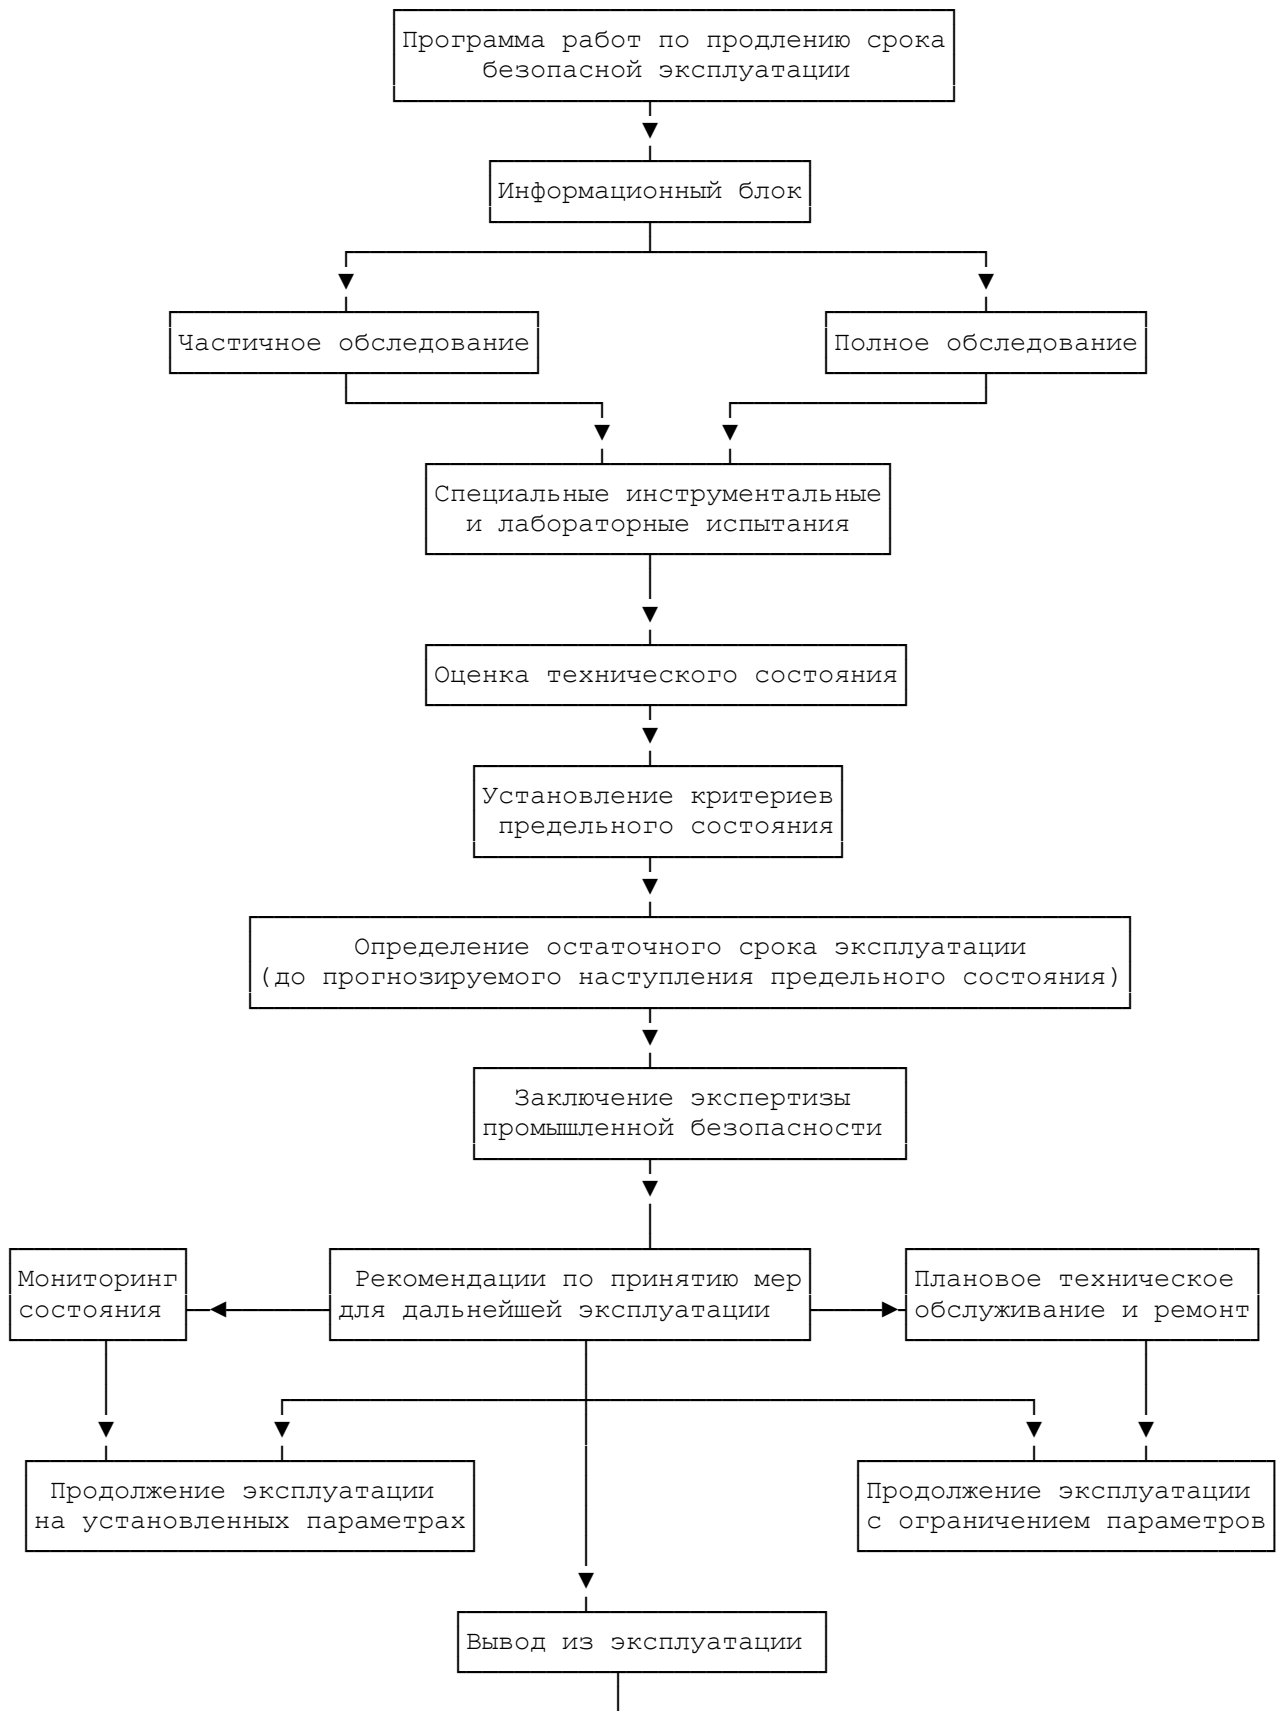 Программа работ по продлению срока
безопасной эксплуатации
Информационный блок
Частичное обследование
Полное обследование
Специальные инструментальные
и лабораторные испытания
Оценка технического состояния
Установление критериев
предельного состояния
Определение остаточного срока эксплуатации
(до прогнозируемого наступления предельного состояния)
Заключение экспертизы
промышленной безопасности
Мониторинг
состояния
Рекомендации по принятию мер
для дальнейшей эксплуатации
Плановое техническое
обслуживание и ремонт
Продолжение эксплуатации
на установленных параметрах
Продолжение эксплуатации
с ограничением параметров
Вывод из эксплуатации